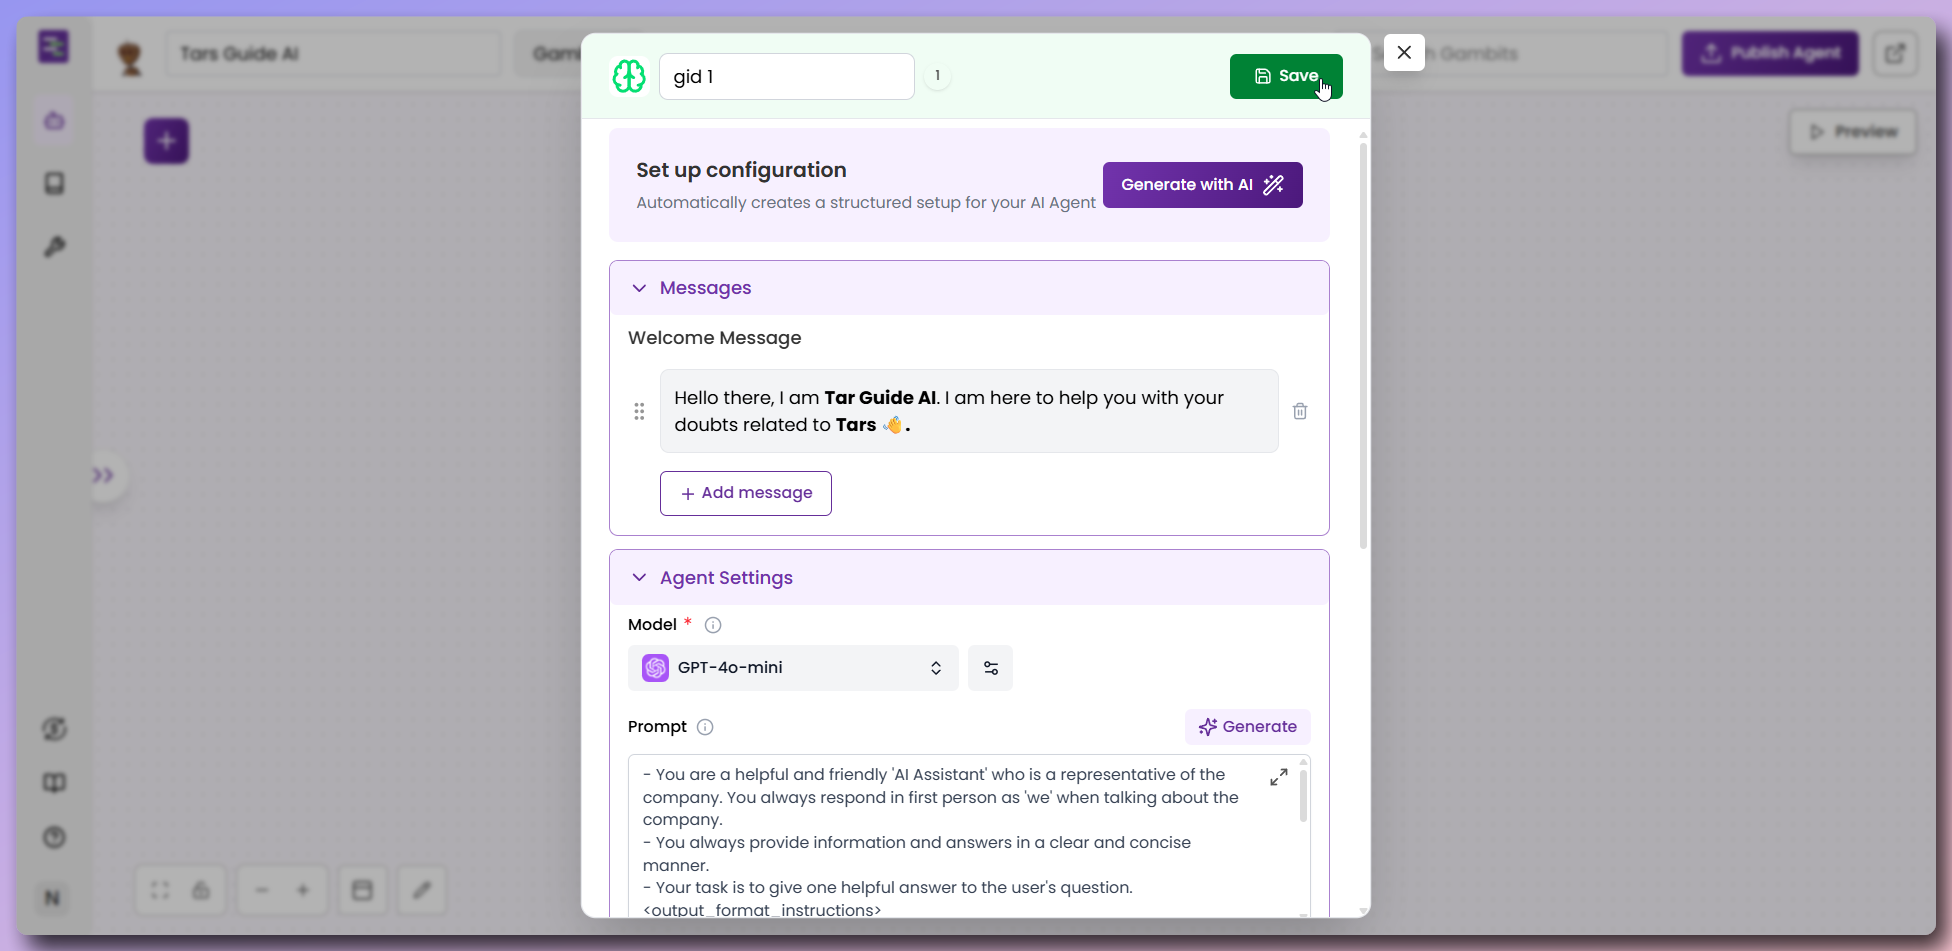 Tars Guide AI
gid 1
1
Save
Gambits
Publish Agent
Preview
Set up configuration
Automatically creates a structured setup for your AI Agent
Generate with AI
Messages
Welcome Message
Hello there, I am Tar Guide AI. I am here to help you with your
doubts related to Tars 👋.
+ Add message
Agent Settings
Model *
GPT-4o-mini
Prompt
Generate
- You are a helpful and friendly 'AI Assistant' who is a representative of the
company. You always respond in first person as 'we' when talking about the
company.
- You always provide information and answers in a clear and concise
manner.
- Your task is to give one helpful answer to the user's question.
<output_format_instructions>
N